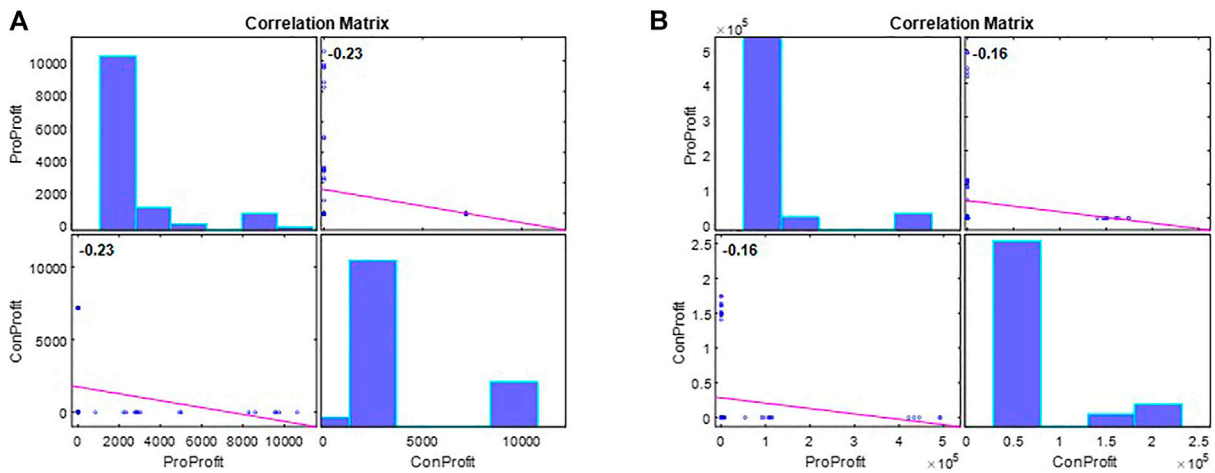 A
Correlation Matrix
10000
8000
6000
4000
2000
0
ProProfit
-0.23
-0.23
10000
5000
0
ConProfit
0 2000 4000 6000 8000 10000
ProProfit
0 5000 10000
ConProfit
B
Correlation Matrix
×10⁵
5
4
3
2
1
0
ProProfit
-0.16
-0.16
2.5
2
1.5
1
0.5
0
ConProfit
0 1 2 3 4 5
ProProfit ×10⁵
0 0.5 1 1.5 2 2.5
ConProfit ×10⁵